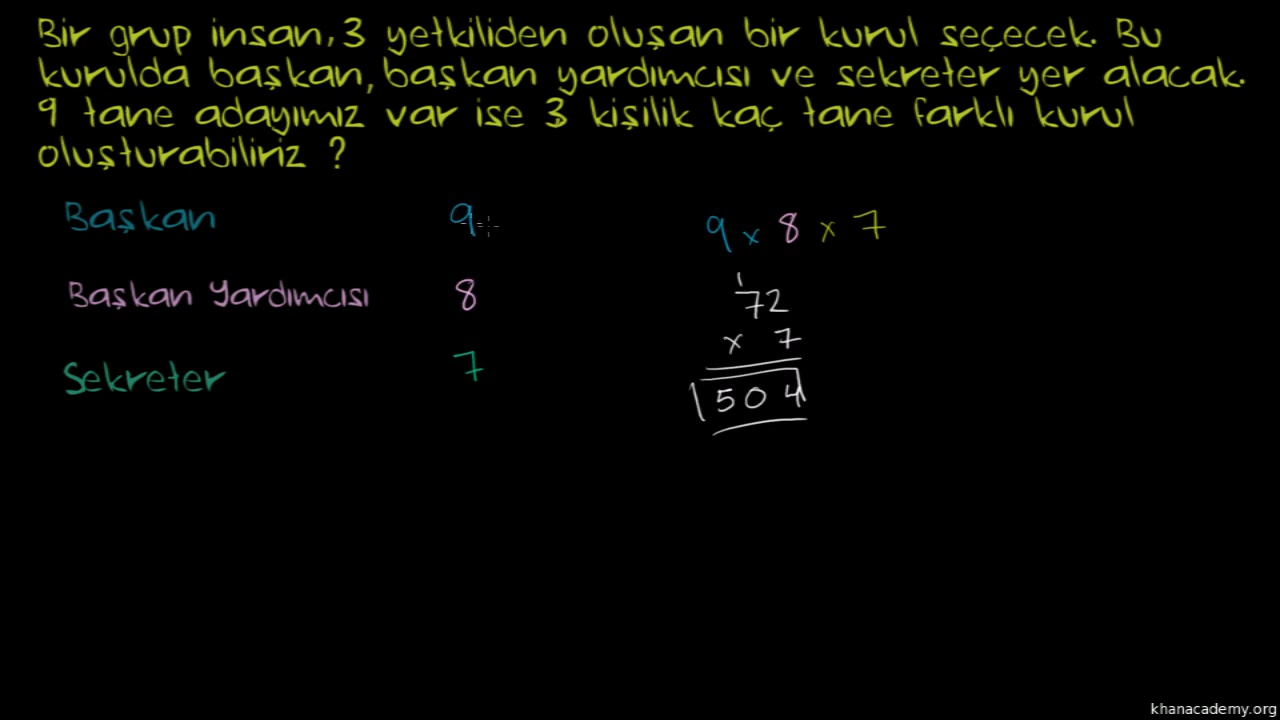 Bir grup insan, 3 yetkiliden oluşan bir kurul seçecek. Bu
kurulda başkan, başkan yardımcısı ve sekreter yer alacak.
9 tane adayımız var ise 3 kişilik kaç tane farklı kurul
oluşturabiliriz ?
Başkan 9 9 x 8 x 7
1
Başkan Yardımcısı 8 72
x 7
Sekreter 7
504
khanacademy.org